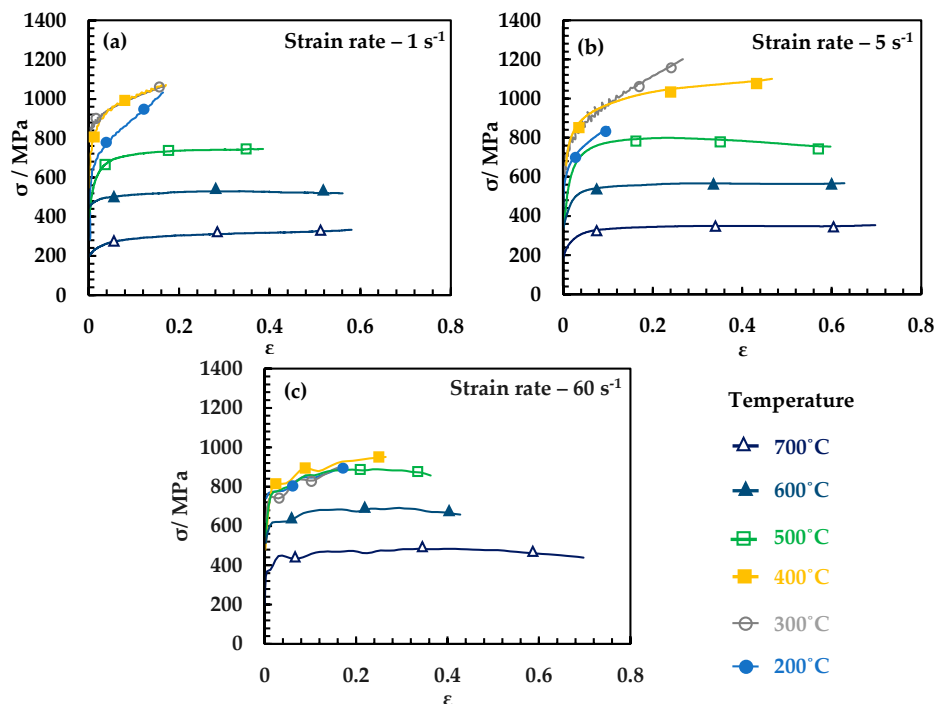 (a)
Strain rate – 1 s⁻¹
σ / MPa
1400
1200
1000
800
600
400
200
0
0 0.2 0.4 0.6 0.8
ε
(b)
Strain rate – 5 s⁻¹
σ/ MPa
1400
1200
1000
800
600
400
200
0
0 0.2 0.4 0.6 0.8
ε
(c)
Strain rate – 60 s⁻¹
σ/ MPa
1400
1200
1000
800
600
400
200
0
0 0.2 0.4 0.6 0.8
ε
Temperature
700˚C
600˚C
500˚C
400˚C
300˚C
200˚C